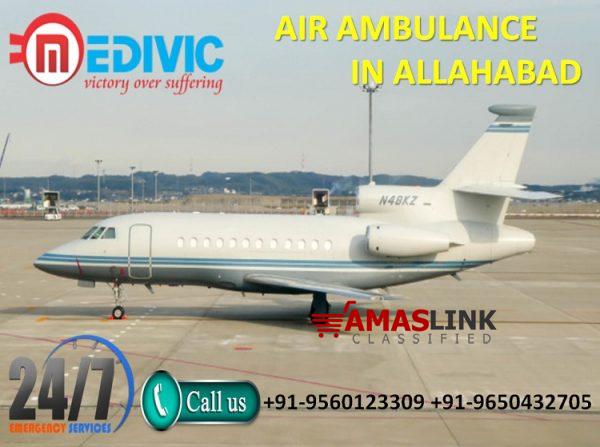 MEDIVIC
victory over suffering
AIR AMBULANCE
IN ALLAHABAD
N48KZ
AMASLINK
CLASSIFIED
24/7
EMERGENCY SERVICES
Call us
+91-9560123309 +91-9650432705